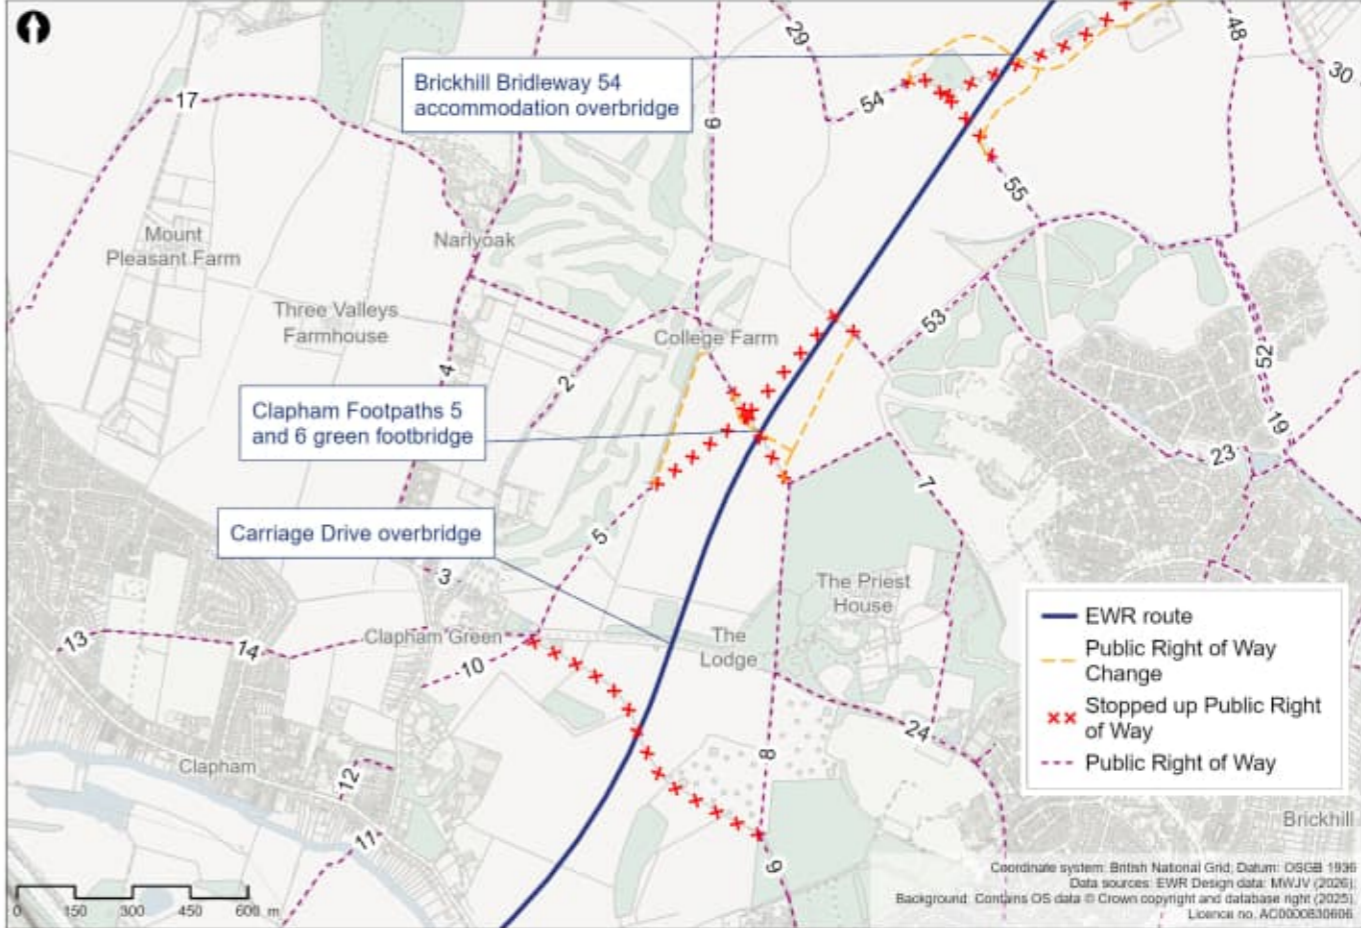 29
48
30
Brickhill Bridleway 54
accommodation overbridge
17
54
6
55
Mount
Pleasant Farm
Narlyoak
Three Valleys
Farmhouse
College Farm
53
52
4
2
Clapham Footpaths 5
and 6 green footbridge
19
23
7
Carriage Drive overbridge
5
3
The Priest
House
13
14
Clapham Green
10
The
Lodge
24
8
Clapham
12
11
9
Brickhill
EWR route
Public Right of Way
Change
Stopped up Public Right
of Way
Public Right of Way
0 150 300 450 600 m
Coordinate system: British National Grid; Datum: OSGB 1936
Data sources: EWR Design data: MWJV (2026);
Background: Contains OS data © Crown copyright and database right (2025).
Licence no. AC0000830606.